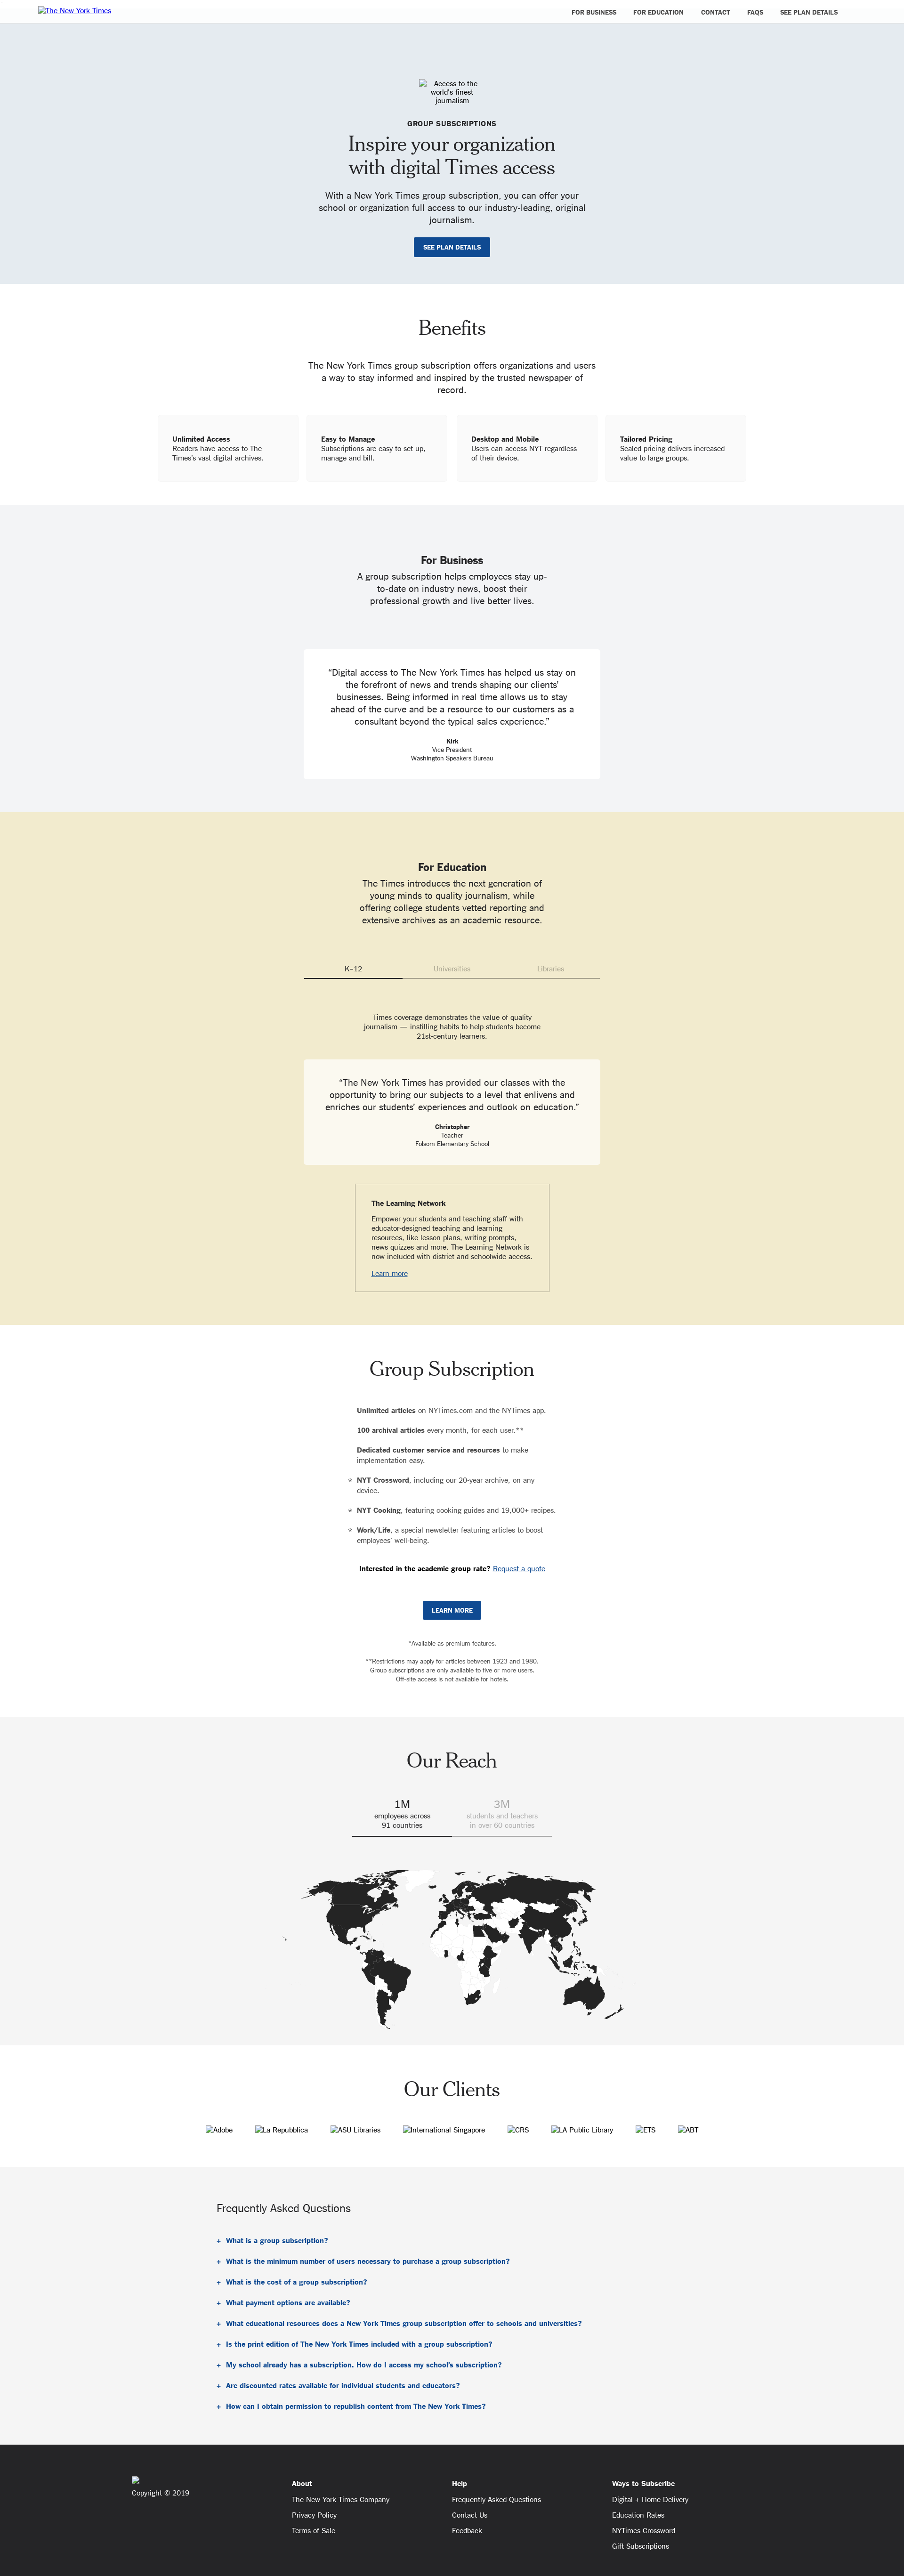 The New York Times
FOR BUSINESS
FOR EDUCATION
CONTACT
FAQS
SEE PLAN DETAILS
Access to the
world's finest
journalism
GROUP SUBSCRIPTIONS
Inspire your organization
with digital Times access
With a New York Times group subscription, you can offer your
school or organization full access to our industry-leading, original
journalism.
SEE PLAN DETAILS
Benefits
The New York Times group subscription offers organizations and users
a way to stay informed and inspired by the trusted newspaper of
record.
Unlimited Access
Readers have access to The
Times's vast digital archives.
Easy to Manage
Subscriptions are easy to set up,
manage and bill.
Desktop and Mobile
Users can access NYT regardless
of their device.
Tailored Pricing
Scaled pricing delivers increased
value to large groups.
For Business
A group subscription helps employees stay up-
to-date on industry news, boost their
professional growth and live better lives.
“Digital access to The New York Times has helped us stay on
the forefront of news and trends shaping our clients'
businesses. Being informed in real time allows us to stay
ahead of the curve and be a resource to our customers as a
consultant beyond the typical sales experience.”
Kirk
Vice President
Washington Speakers Bureau
For Education
The Times introduces the next generation of
young minds to quality journalism, while
offering college students vetted reporting and
extensive archives as an academic resource.
K–12
Universities
Libraries
Times coverage demonstrates the value of quality
journalism — instilling habits to help students become
21st-century learners.
“The New York Times has provided our classes with the
opportunity to bring our subjects to a level that enlivens and
enriches our students' experiences and outlook on education.”
Christopher
Teacher
Folsom Elementary School
The Learning Network
Empower your students and teaching staff with
educator-designed teaching and learning
resources, like lesson plans, writing prompts,
news quizzes and more. The Learning Network is
now included with district and schoolwide access.
Learn more
Group Subscription
Unlimited articles on NYTimes.com and the NYTimes app.
100 archival articles every month, for each user.**
Dedicated customer service and resources to make
implementation easy.
* NYT Crossword, including our 20-year archive, on any
device.
* NYT Cooking, featuring cooking guides and 19,000+ recipes.
* Work/Life, a special newsletter featuring articles to boost
employees' well-being.
Interested in the academic group rate? Request a quote
LEARN MORE
*Available as premium features.
**Restrictions may apply for articles between 1923 and 1980.
Group subscriptions are only available to five or more users.
Off-site access is not available for hotels.
Our Reach
1M
employees across
91 countries
3M
students and teachers
in over 60 countries
Our Clients
Adobe
La Repubblica
ASU Libraries
International Singapore
CRS
LA Public Library
ETS
ABT
Frequently Asked Questions
+ What is a group subscription?
+ What is the minimum number of users necessary to purchase a group subscription?
+ What is the cost of a group subscription?
+ What payment options are available?
+ What educational resources does a New York Times group subscription offer to schools and universities?
+ Is the print edition of The New York Times included with a group subscription?
+ My school already has a subscription. How do I access my school's subscription?
+ Are discounted rates available for individual students and educators?
+ How can I obtain permission to republish content from The New York Times?
Copyright © 2019
About
The New York Times Company
Privacy Policy
Terms of Sale
Help
Frequently Asked Questions
Contact Us
Feedback
Ways to Subscribe
Digital + Home Delivery
Education Rates
NYTimes Crossword
Gift Subscriptions